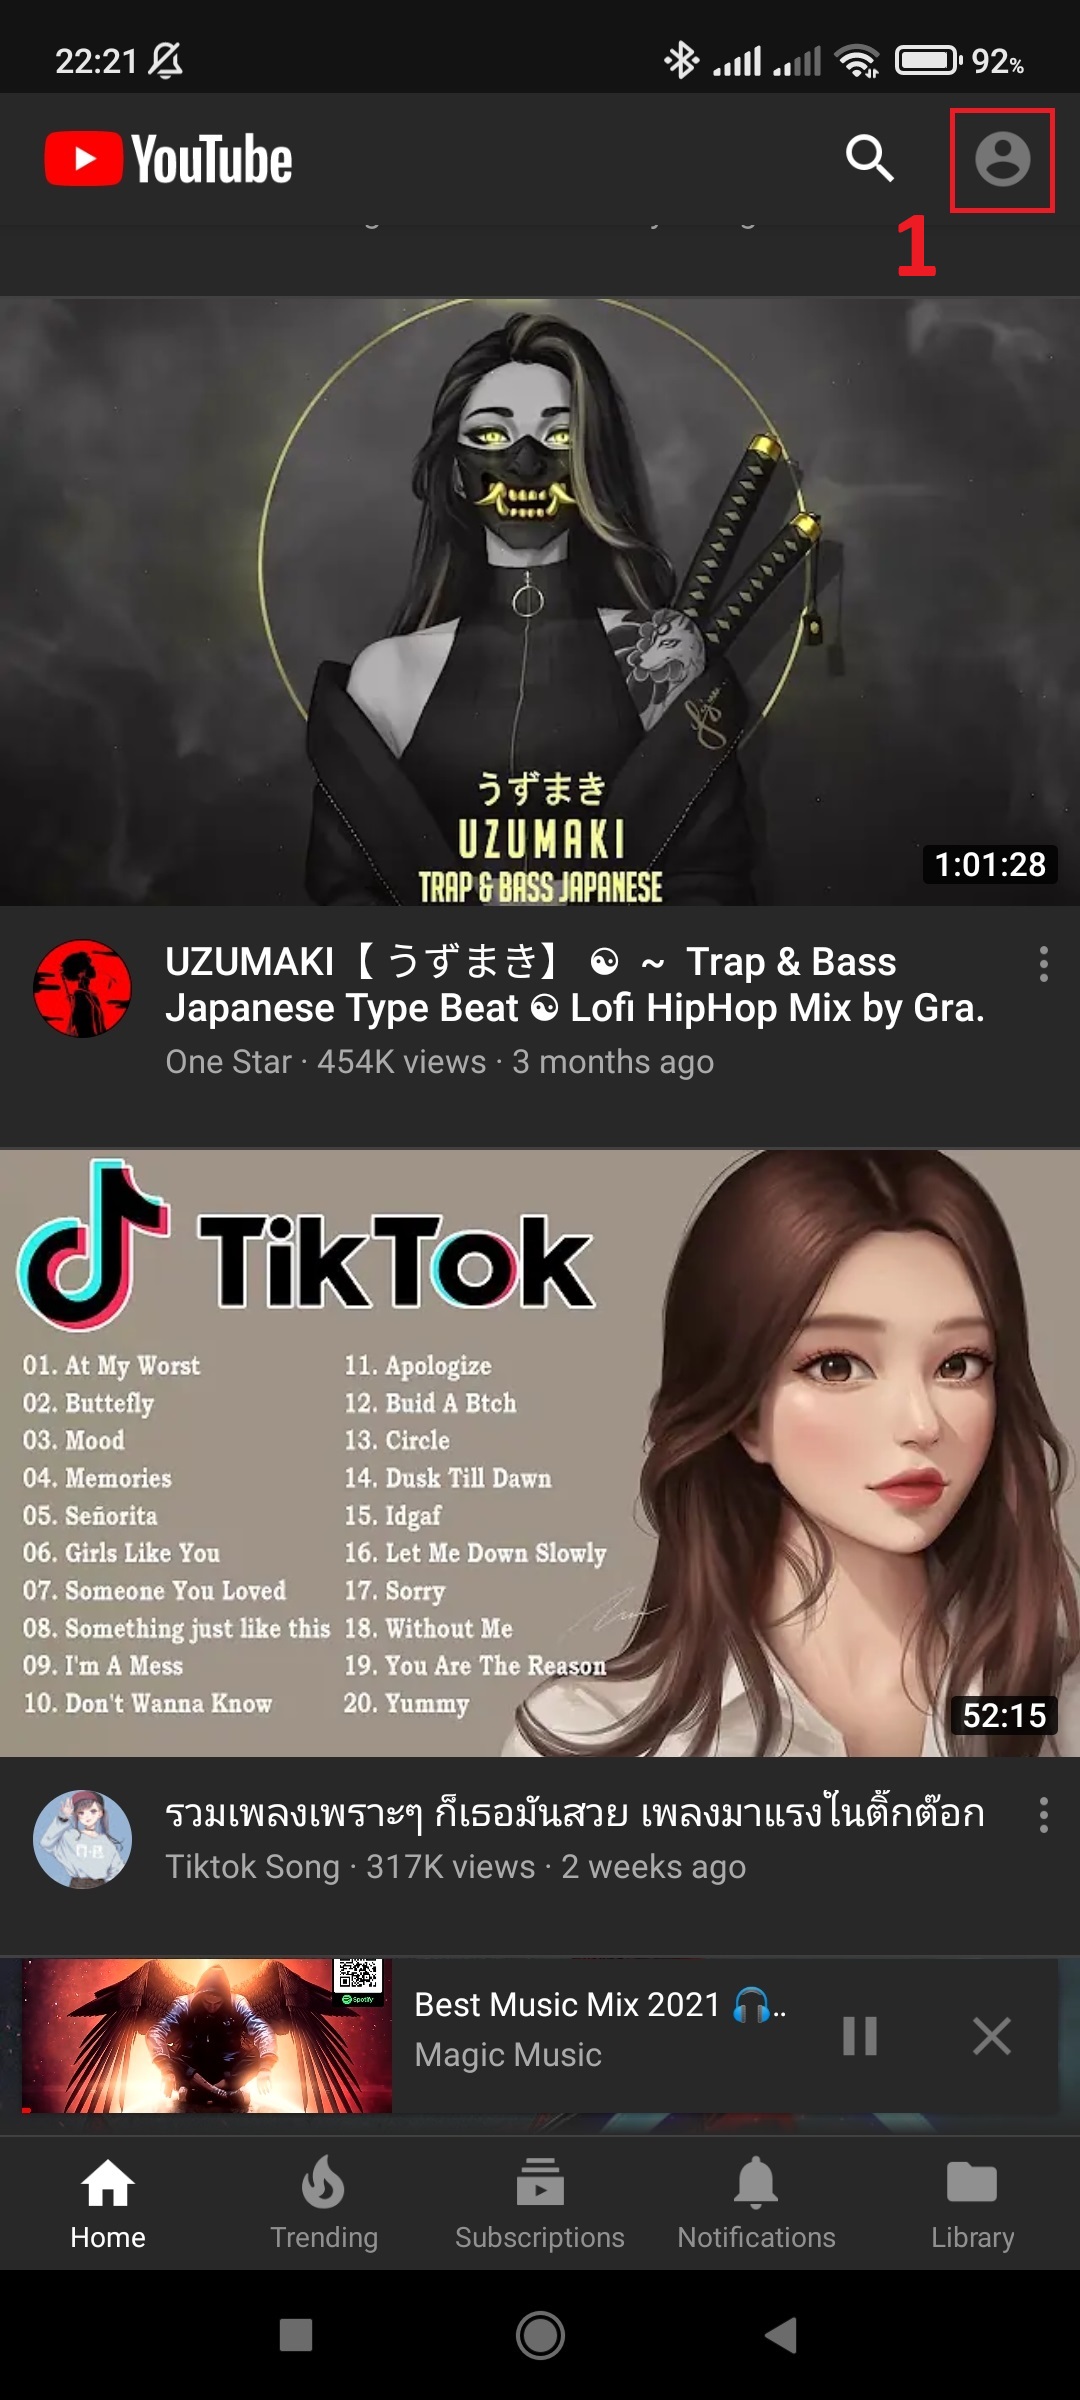 22:21
92%
YouTube
1
うずまき
UZUMAKI
TRAP & BASS JAPANESE
1:01:28
UZUMAKI【 うずまき】 ☯ ~ Trap & Bass
Japanese Type Beat ☯ Lofi HipHop Mix by Gra.
One Star · 454K views · 3 months ago
TikTok
01. At My Worst
02. Buttefly
03. Mood
04. Memories
05. Señorita
06. Girls Like You
07. Someone You Loved
08. Something just like this
09. I'm A Mess
10. Don't Wanna Know
11. Apologize
12. Buid A Btch
13. Circle
14. Dusk Till Dawn
15. Idgaf
16. Let Me Down Slowly
17. Sorry
18. Without Me
19. You Are The Reason
20. Yummy
52:15
รวมเพลงเพราะๆ ก็เธอมันสวย เพลงมาแรงในติ๊กต๊อก
Tiktok Song · 317K views · 2 weeks ago
Spotify
Best Music Mix 2021 🎧..
Magic Music
Home
Trending
Subscriptions
Notifications
Library